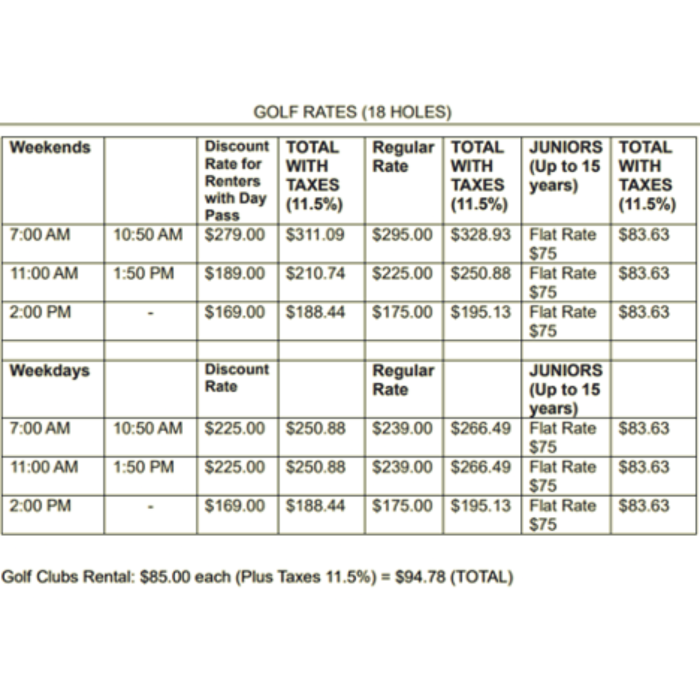 GOLF RATES (18 HOLES)
Weekends Discount Rate for Renters with Day Pass TOTAL WITH TAXES (11.5%) Regular Rate TOTAL WITH TAXES (11.5%) JUNIORS (Up to 15 years) TOTAL WITH TAXES (11.5%)
7:00 AM 10:50 AM $279.00 $311.09 $295.00 $328.93 Flat Rate $75 $83.63
11:00 AM 1:50 PM $189.00 $210.74 $225.00 $250.88 Flat Rate $75 $83.63
2:00 PM - $169.00 $188.44 $175.00 $195.13 Flat Rate $75 $83.63
Weekdays Discount Rate Regular Rate JUNIORS (Up to 15 years)
7:00 AM 10:50 AM $225.00 $250.88 $239.00 $266.49 Flat Rate $75 $83.63
11:00 AM 1:50 PM $225.00 $250.88 $239.00 $266.49 Flat Rate $75 $83.63
2:00 PM - $169.00 $188.44 $175.00 $195.13 Flat Rate $75 $83.63
Golf Clubs Rental: $85.00 each (Plus Taxes 11.5%) = $94.78 (TOTAL)